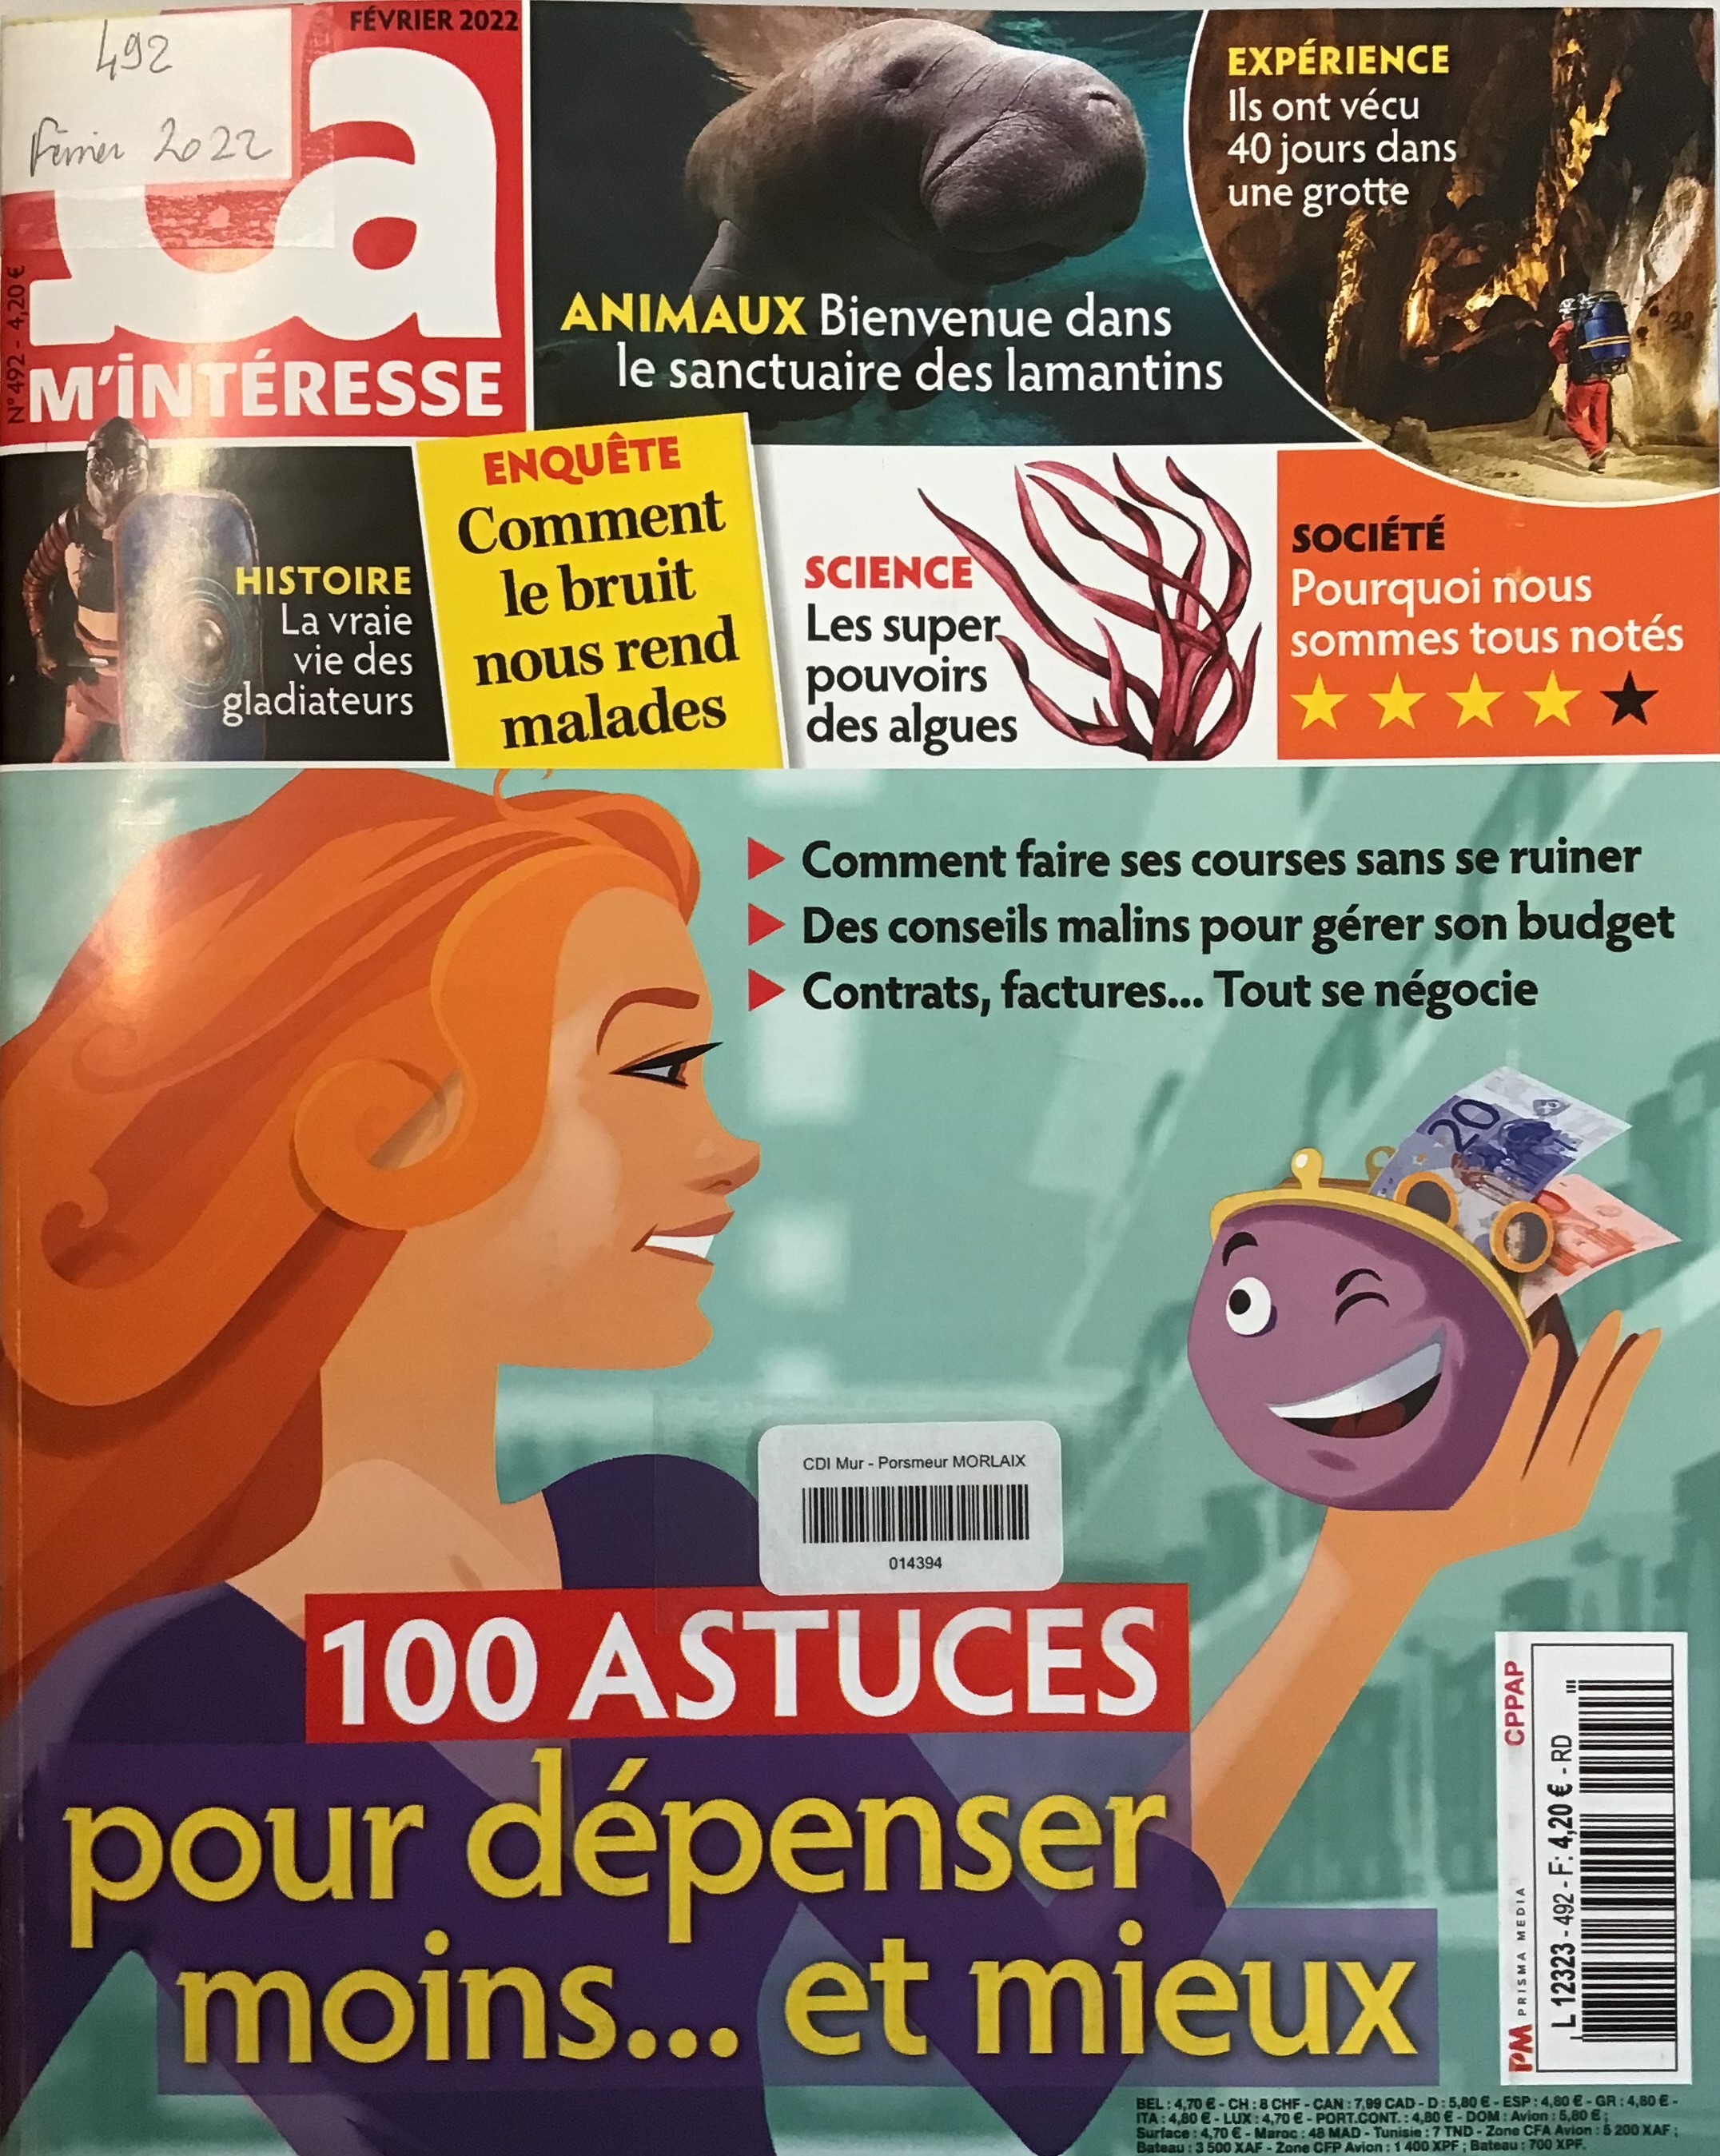 492
Février 2022
FÉVRIER 2022
Ça
M'INTÉRESSE
N° 492 - 4,20 €
ANIMAUX Bienvenue dans
le sanctuaire des lamantins
EXPÉRIENCE
Ils ont vécu
40 jours dans
une grotte
HISTOIRE
La vraie
vie des
gladiateurs
ENQUÊTE
Comment
le bruit
nous rend
malades
SCIENCE
Les super
pouvoirs
des algues
SOCIÉTÉ
Pourquoi nous
sommes tous notés
Comment faire ses courses sans se ruiner
Des conseils malins pour gérer son budget
Contrats, factures... Tout se négocie
20
CDI Mur - Porsmeur MORLAIX
014394
100 ASTUCES
pour dépenser
moins... et mieux
CPPAP
PM PRISMA MEDIA
L 12323 - 492 - F: 4,20 € - RD
BEL : 4,70 € - CH : 8 CHF - CAN : 7,99 CAD - D : 5,80 € - ESP : 4,80 € - GR : 4,80 € -
ITA : 4,80 € - LUX : 4,70 € - PORT.CONT. : 4,80 € - DOM : Avion : 5,80 € ;
Surface : 4,70 € - Maroc : 48 MAD - Tunisie : 7 TND - Zone CFA Avion : 5 200 XAF ;
Bateau : 3 500 XAF - Zone CFP Avion : 1 400 XPF ; Bateau : 700 XPF.